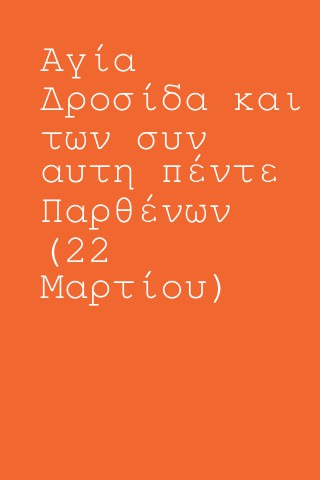 Αγία
Δροσίδα και
των συν
αυτη πέντε
Παρθένων
(22
Μαρτίου)